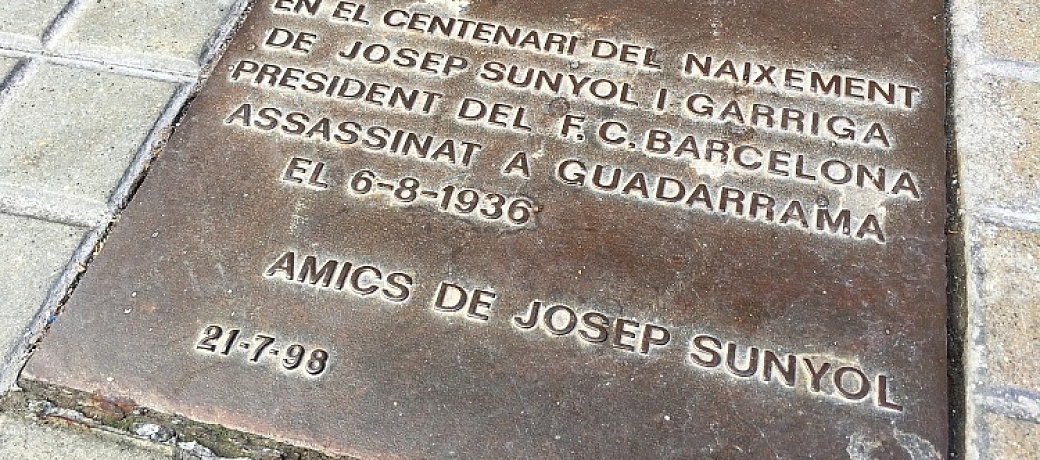 EN EL CENTENARI DEL NAIXEMENT
DE JOSEP SUNYOL I GARRIGA
PRESIDENT DEL F.C.BARCELONA
ASSASSINAT A GUADARRAMA
EL 6-8-1936
AMICS DE JOSEP SUNYOL
21-7-98